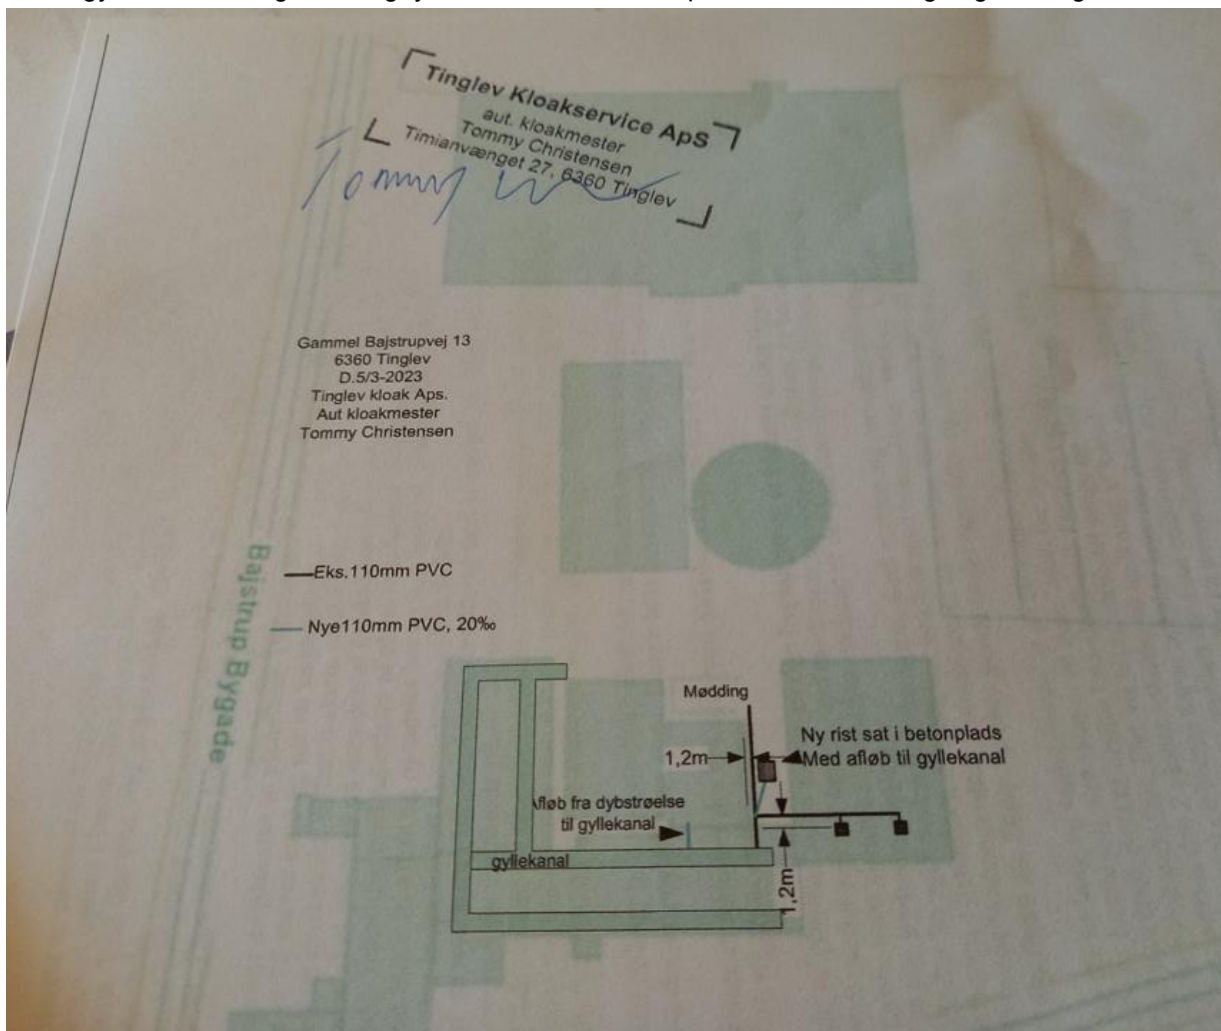 Tinglev Kloakservice ApS
aut. kloakmester
Tommy Christensen
Timianvænget 27, 6360 Tinglev
Tommy
Gammel Bajstrupvej 13
6360 Tinglev
D.5/3-2023
Tinglev kloak Aps.
Aut kloakmester
Tommy Christensen
Eks.110mm PVC
Nye110mm PVC, 20‰
Bajstrup Bygade
Mødding
1,2m
Ny rist sat i betonplads
Med afløb til gyllekanal
fra dybstrøelse
til gyllekanal
gyllekanal
1,2m